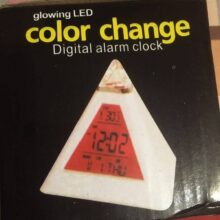 glowing LED
color change
Digital alarm clock
12:02